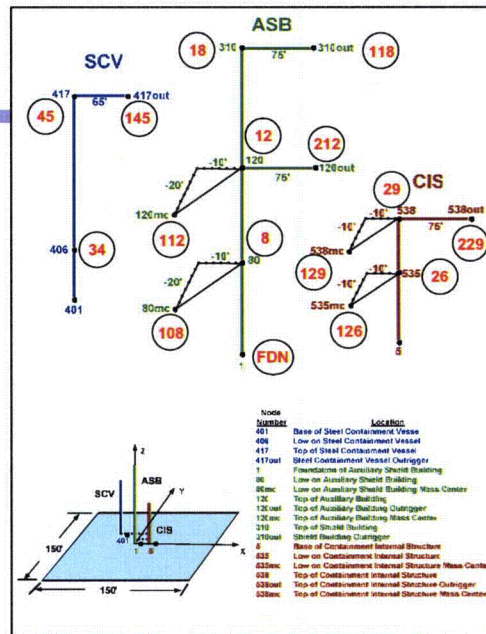 ASB
18
310
310out
75'
118
SCV
417
65'
417out
45
145
12
212
120
-10'
-20'
75'
120out
120mc
112
29
CIS
538
538out
-10'
-10'
75'
538mc
229
129
8
-10'
80
-20'
80mc
108
406
34
401
535
-10'
-10'
26
535mc
126
5
1
FDN
Node
Number
Location
401 Base of Steel Containment Vesse
406 Low on Steel Containment Vessel
417 Top of Steel Containment Vessel
417out Steel Containment Vessel Outrigger
1 Foundation of Auxiliary Shield Building
80 Low on Auxiliary Shield Building
80mc Low on Auxiliary Shield Building Mass Center
120 Top of Auxiliary Building
120out Top of Auxiliary Building Outrigger
120mc Top of Auxiliary Building Mass Center
310 Top of Shield Building
310out Shield Building Outrigger
5 Base of Containment Internal Structure
535 Low on Containment Internal Structure
535mc Low on Containment Internal Structure Mass Center
538 Top of Containment Internal Structure
538out Top of Containment Internal Structure Outrigger
538mc Top of Containment Internal Structure Mass Center
Z
ASB
SCV
Y
CIS
401
1
5
X
150'
150'